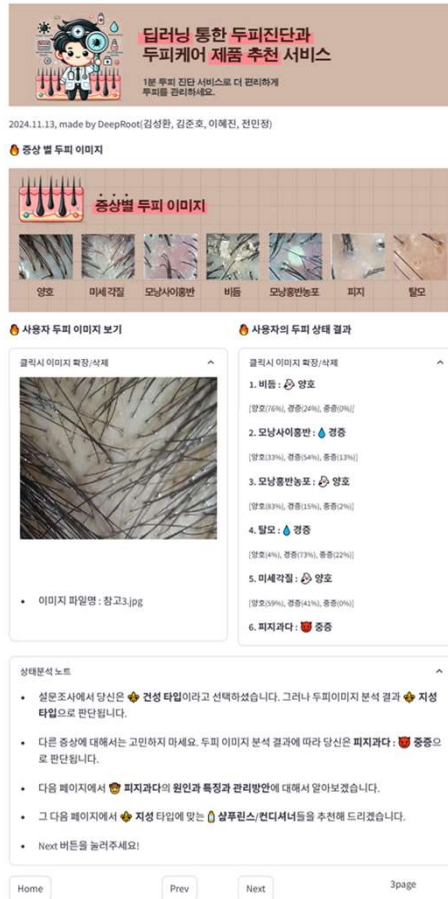 딥러닝 통한 두피진단과
두피케어 제품 추천 서비스
1분 두피 진단 서비스로 더 편리하게
두피를 관리하세요.
2024.11.13, made by DeepRoot(김성환, 김준호, 이혜진, 전민정)
🔥 증상 별 두피 이미지
증상별 두피 이미지
양호 미세 각질 모낭사이홍반 비듬 모낭홍반농포 피지 탈모
🔥 사용자 두피 이미지 보기
클릭시 이미지 확장/삭제
• 이미지 파일명 : 참고3.jpg
🔥 사용자의 두피 상태 결과
클릭시 이미지 확장/삭제
1. 비듬 : 양호
[양호(76%), 경증(24%), 중증(0%)]
2. 모낭사이홍반 : 💧 경증
[양호(33%), 경증(54%), 중증(13%)]
3. 모낭홍반농포 : 양호
[양호(83%), 경증(15%), 중증(2%)]
4. 탈모 : 💧 경증
[양호(4%), 경증(73%), 중증(22%)]
5. 미세각질 : 양호
[양호(59%), 경증(41%), 중증(0%)]
6. 피지과다 : 👿 중증
상태분석 노트
• 설문조사에서 당신은 건성 타입이라고 선택하셨습니다. 그러나 두피이미지 분석 결과 지성
타입으로 판단됩니다.
• 다른 증상에 대해서는 고민하지 마세요. 두피 이미지 분석 결과에 따라 당신은 피지과다 : 👿 중증으
로 판단됩니다.
• 다음 페이지에서 피지과다의 원인과 특징과 관리방안에 대해서 알아보겠습니다.
• 그 다음 페이지에서 지성 타입에 맞는 🧴 샴푸린스/컨디셔너들을 추천해 드리겠습니다.
• Next 버튼을 눌러주세요!
Home Prev Next 3page